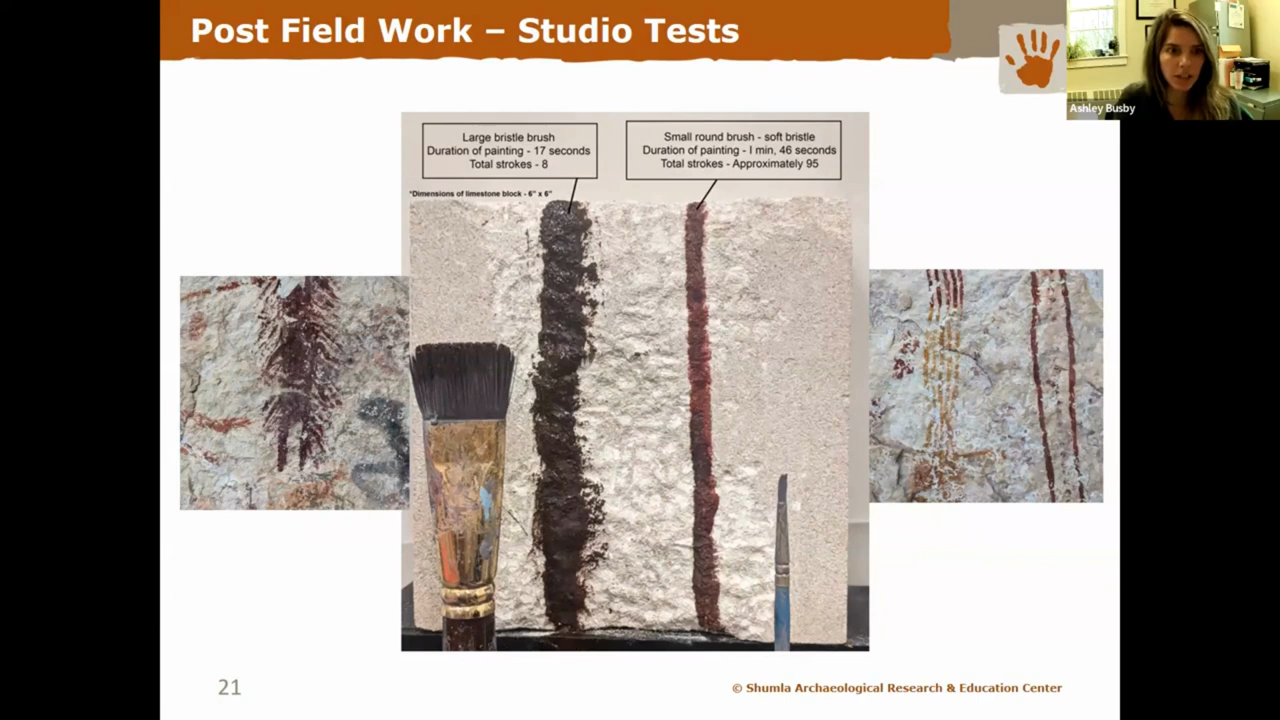 Post Field Work – Studio Tests
Ashley Busby
Large bristle brush
Duration of painting - 17 seconds
Total strokes - 8
Small round brush - soft bristle
Duration of painting - I min, 46 seconds
Total strokes - Approximately 95
*Dimensions of limestone block - 6" x 6"
21
© Shumla Archaeological Research & Education Center